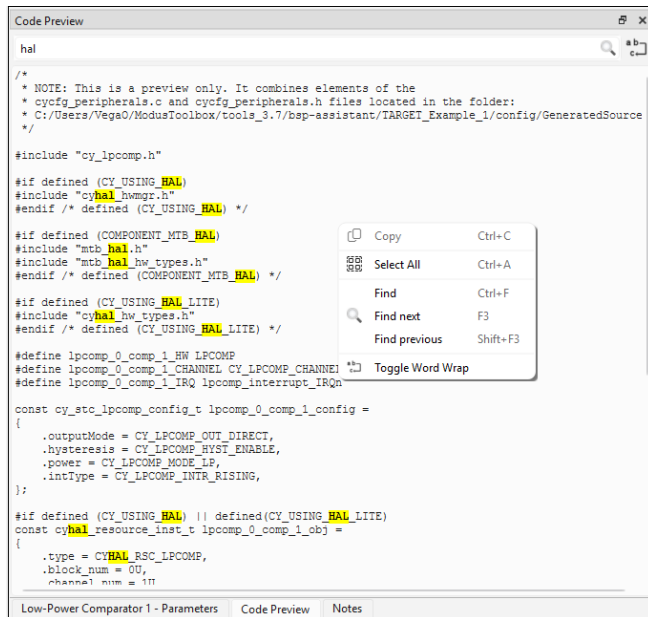 Code Preview
hal
/*
 * NOTE: This is a preview only. It combines elements of the
 * cycfg_peripherals.c and cycfg_peripherals.h files located in the folder:
 * C:/Users/VegaO/ModusToolbox/tools_3.7/bsp-assistant/TARGET_Example_1/config/GeneratedSource
 */
#include "cy_lpcomp.h"
#if defined (CY_USING_HAL)
#include "cyhal_hwmgr.h"
#endif /* defined (CY_USING_HAL) */
#if defined (COMPONENT_MTB_HAL)
#include "mtb_hal.h"
#include "mtb_hal_hw_types.h"
#endif /* defined (COMPONENT_MTB_HAL) */
#if defined (CY_USING_HAL_LITE)
#include "cyhal_hw_types.h"
#endif /* defined (CY_USING_HAL_LITE) */
#define lpcomp_0_comp_1_HW LPCOMP
#define lpcomp_0_comp_1_CHANNEL CY_LPCOMP_CHANNEL
#define lpcomp_0_comp_1_IRQ lpcomp_interrupt_IRQn
const cy_stc_lpcomp_config_t lpcomp_0_comp_1_config =
{
    .outputMode = CY_LPCOMP_OUT_DIRECT,
    .hysteresis = CY_LPCOMP_HYST_ENABLE,
    .power = CY_LPCOMP_MODE_LP,
    .intType = CY_LPCOMP_INTR_RISING,
};
#if defined (CY_USING_HAL) || defined(CY_USING_HAL_LITE)
const cyhal_resource_inst_t lpcomp_0_comp_1_obj =
{
    .type = CYHAL_RSC_LPCOMP,
    .block_num = 0U,
    .channel_num = 1U
Copy Ctrl+C
Select All Ctrl+A
Find Ctrl+F
Find next F3
Find previous Shift+F3
Toggle Word Wrap
Low-Power Comparator 1 - Parameters Code Preview Notes